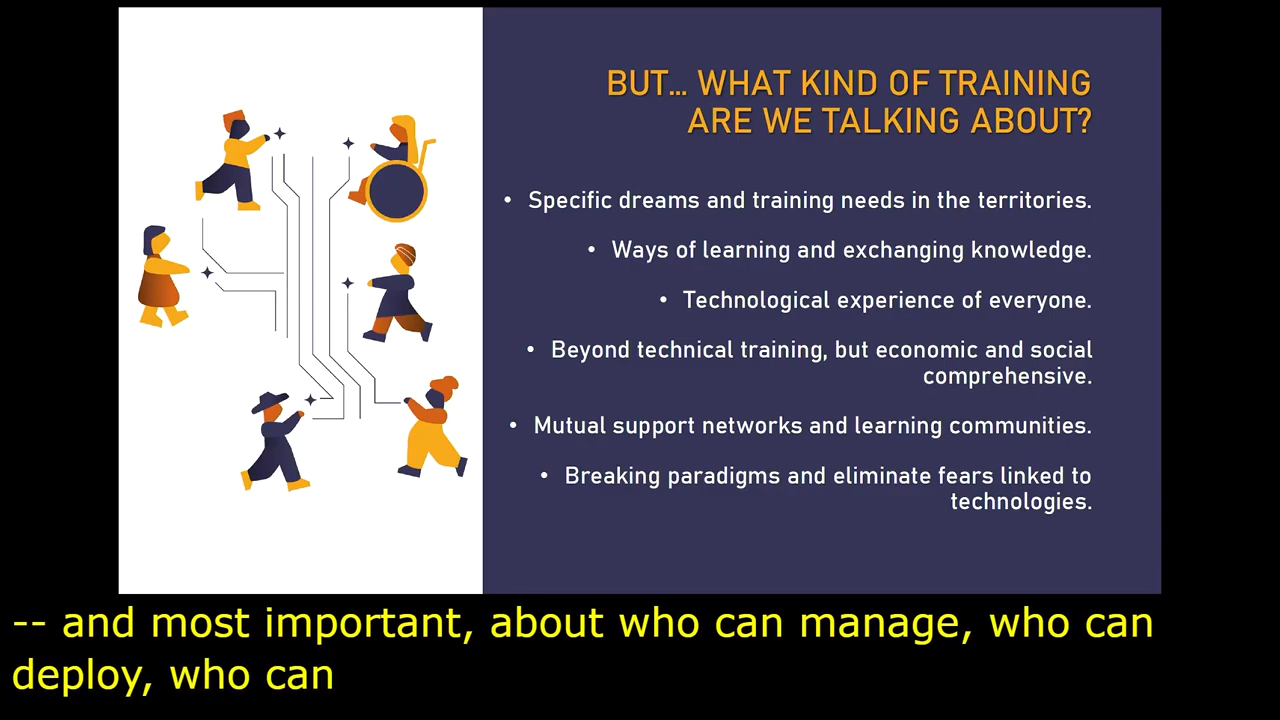 BUT... WHAT KIND OF TRAINING
ARE WE TALKING ABOUT?
• Specific dreams and training needs in the territories.
• Ways of learning and exchanging knowledge.
• Technological experience of everyone.
• Beyond technical training, but economic and social
comprehensive.
• Mutual support networks and learning communities.
• Breaking paradigms and eliminate fears linked to
technologies.
-- and most important, about who can manage, who can
deploy, who can